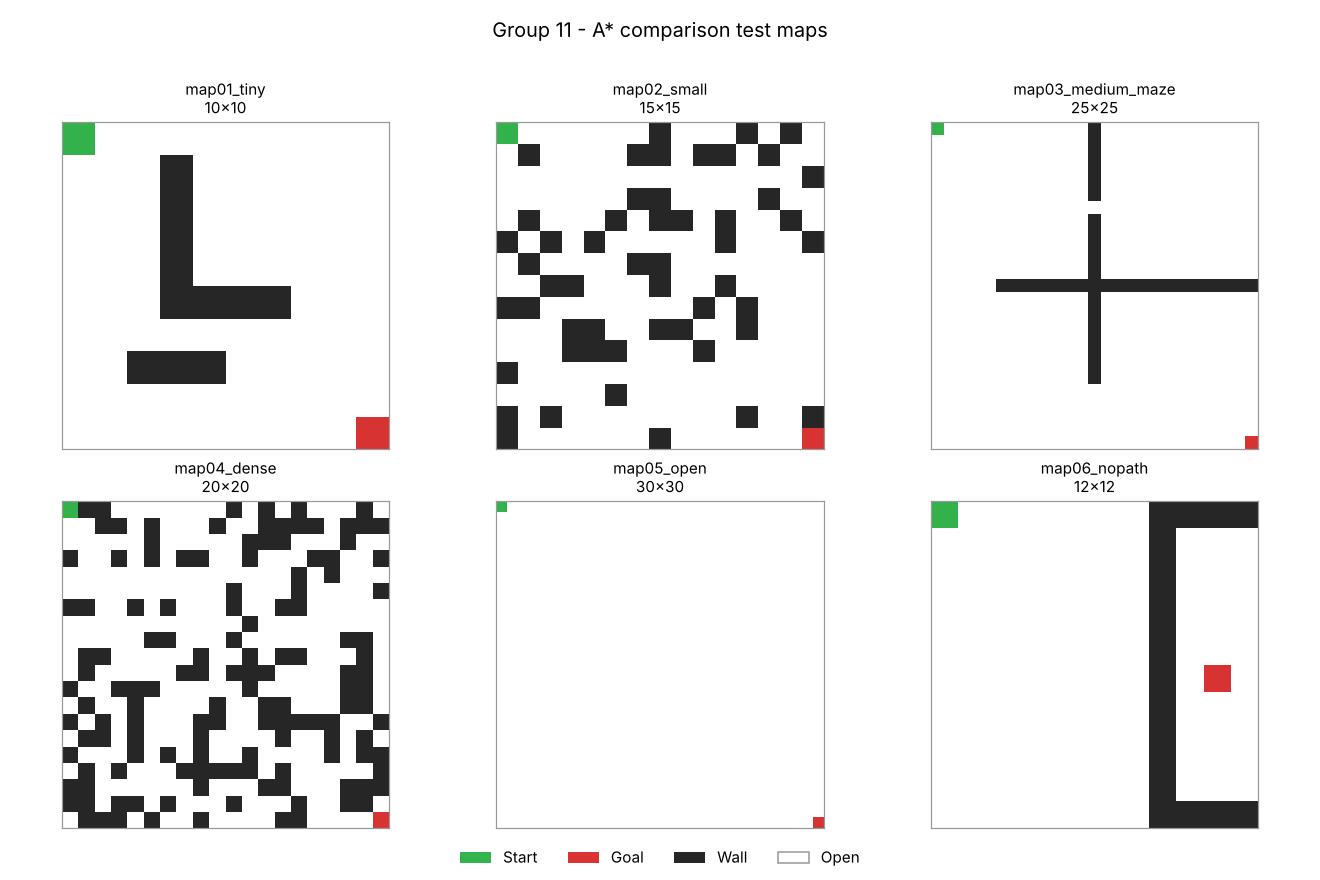 Group 11 - A* comparison test maps
map01_tiny
10×10
map02_small
15×15
map03_medium_maze
25×25
map04_dense
20×20
map05_open
30×30
map06_nopath
12×12
Start
Goal
Wall
Open